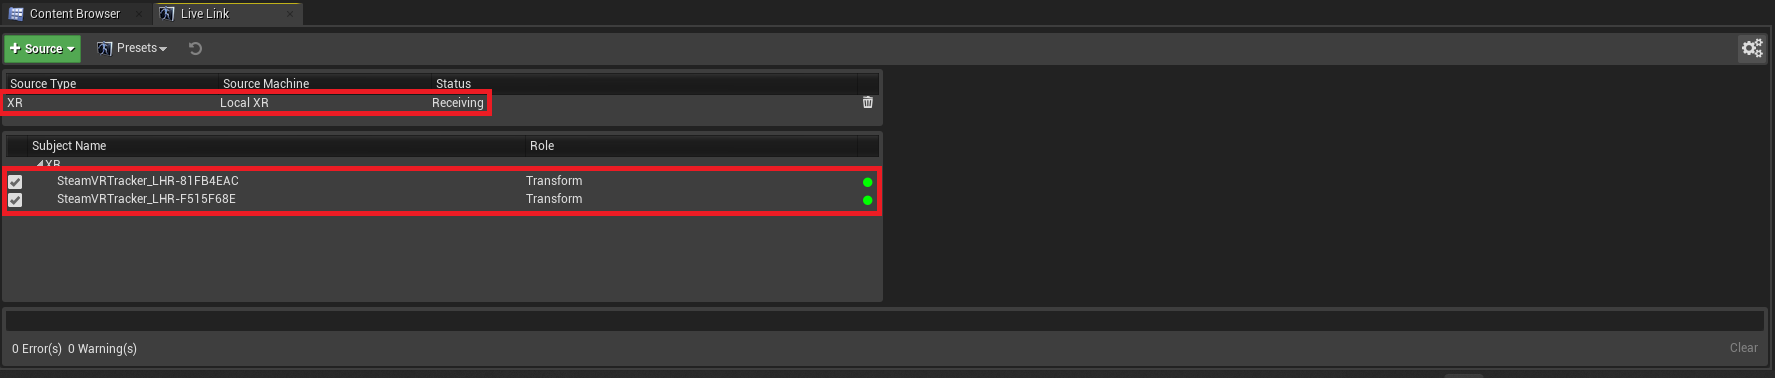 Content Browser Live Link
Source Presets
Source Type Source Machine Status
XR Local XR Receiving
Subject Name Role
XR
SteamVRTracker_LHR-81FB4EAC Transform
SteamVRTracker_LHR-F515F68E Transform
0 Error(s) 0 Warning(s) Clear